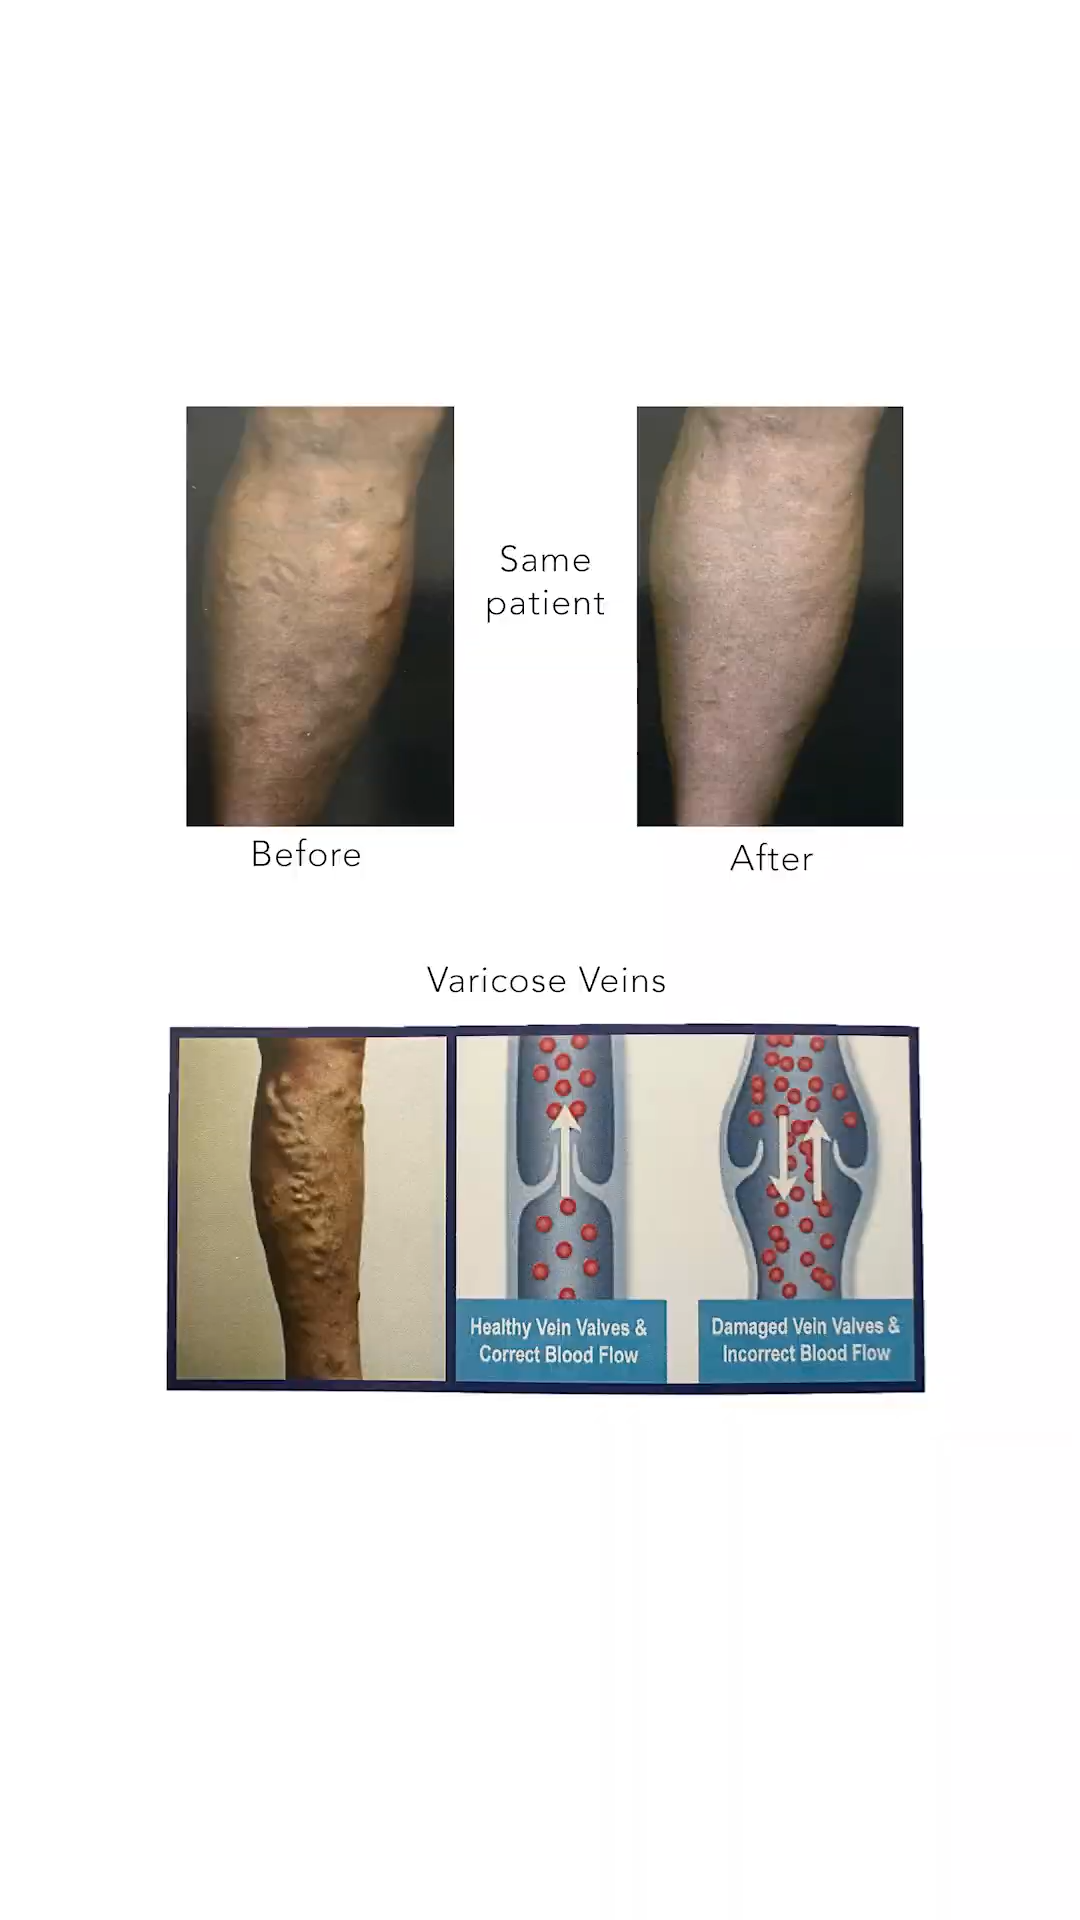 Same
patient
Before
After
Varicose Veins
Healthy Vein Valves &
Correct Blood Flow
Damaged Vein Valves &
Incorrect Blood Flow